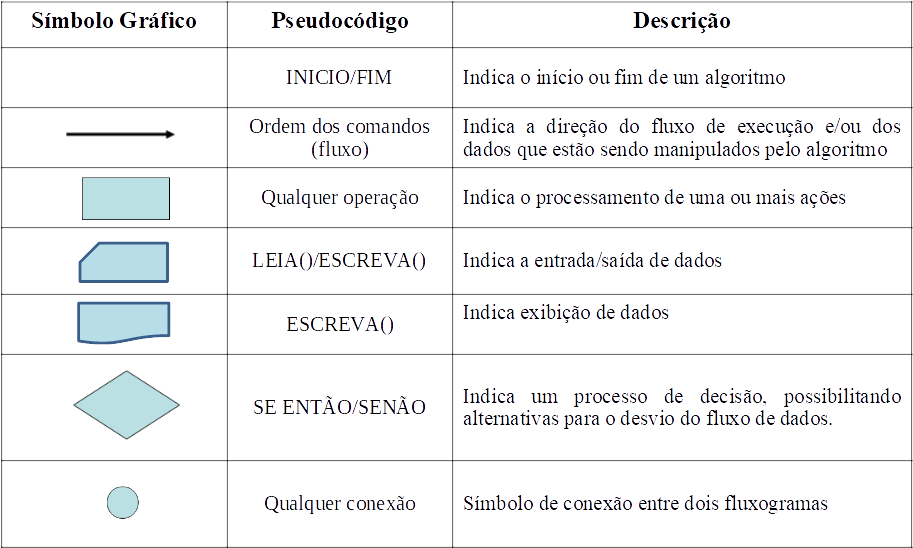 Símbolo Gráfico
Pseudocódigo
Descrição
INICIO/FIM
Indica o início ou fim de um algoritmo
Ordem dos comandos
(fluxo)
Indica a direção do fluxo de execução e/ou dos
dados que estão sendo manipulados pelo algoritmo
Qualquer operação
Indica o processamento de uma ou mais ações
LEIA()/ESCREVA()
Indica a entrada/saída de dados
ESCREVA()
Indica exibição de dados
SE ENTÃO/SENÃO
Indica um processo de decisão, possibilitando
alternativas para o desvio do fluxo de dados.
Qualquer conexão
Símbolo de conexão entre dois fluxogramas